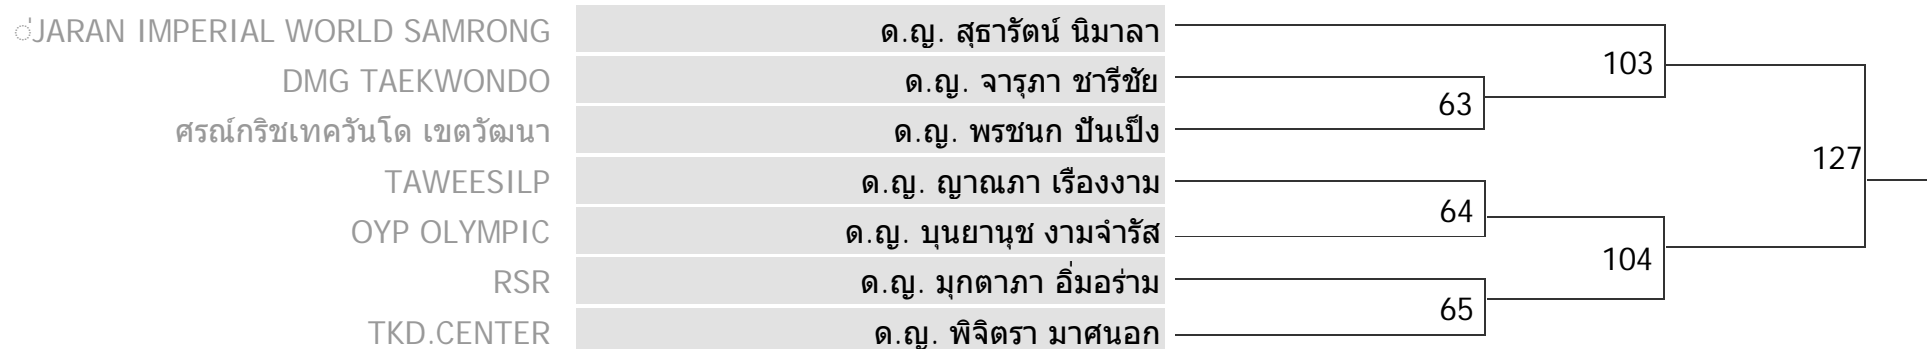 ่JARAN IMPERIAL WORLD SAMRONG ด.ญ. สุธารัตน์ นิมาลา
103
DMG TAEKWONDO ด.ญ. จารุภา ชารีชัย
63
ศรณ์กริชเทควันโด เขตวัฒนา ด.ญ. พรชนก ปันเป็ง
127
TAWEESILP ด.ญ. ญาณภา เรืองงาม
64
OYP OLYMPIC ด.ญ. บุนยานุช งามจำรัส
104
RSR ด.ญ. มุกตาภา อิ่มอร่าม
65
TKD.CENTER ด.ญ. พิจิตรา มาศนอก